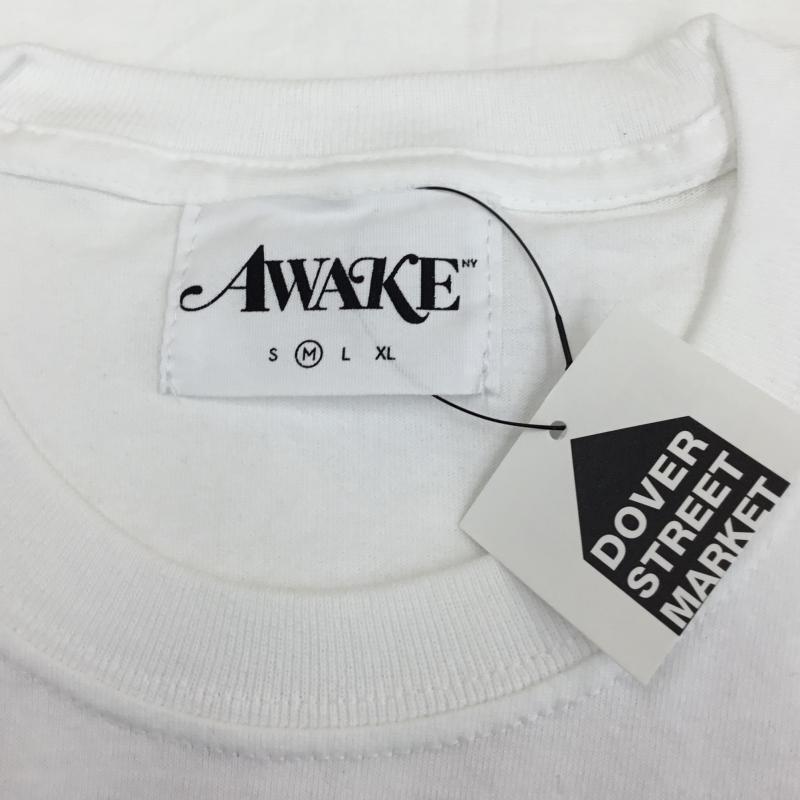 AWAKE NY
S M L XL
DOVER
STREET
MARKET